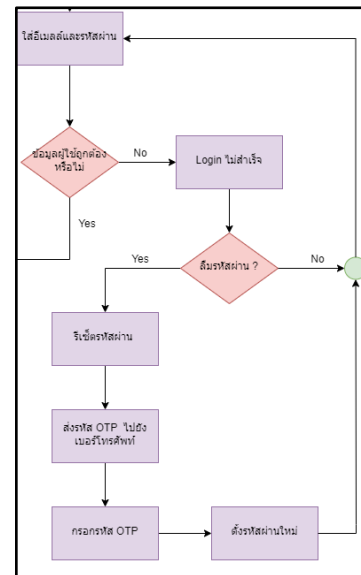 ใส่อีเมลล์และรหัสผ่าน
ข้อมูลผู้ใช้ถูกต้อง
หรือไม่
No
Login ไม่สำเร็จ
Yes
ลืมรหัสผ่าน ?
Yes
No
รีเซ็ตรหัสผ่าน
ส่งรหัส OTP ไปยัง
เบอร์โทรศัพท์
กรอกรหัส OTP
ตั้งรหัสผ่านใหม่